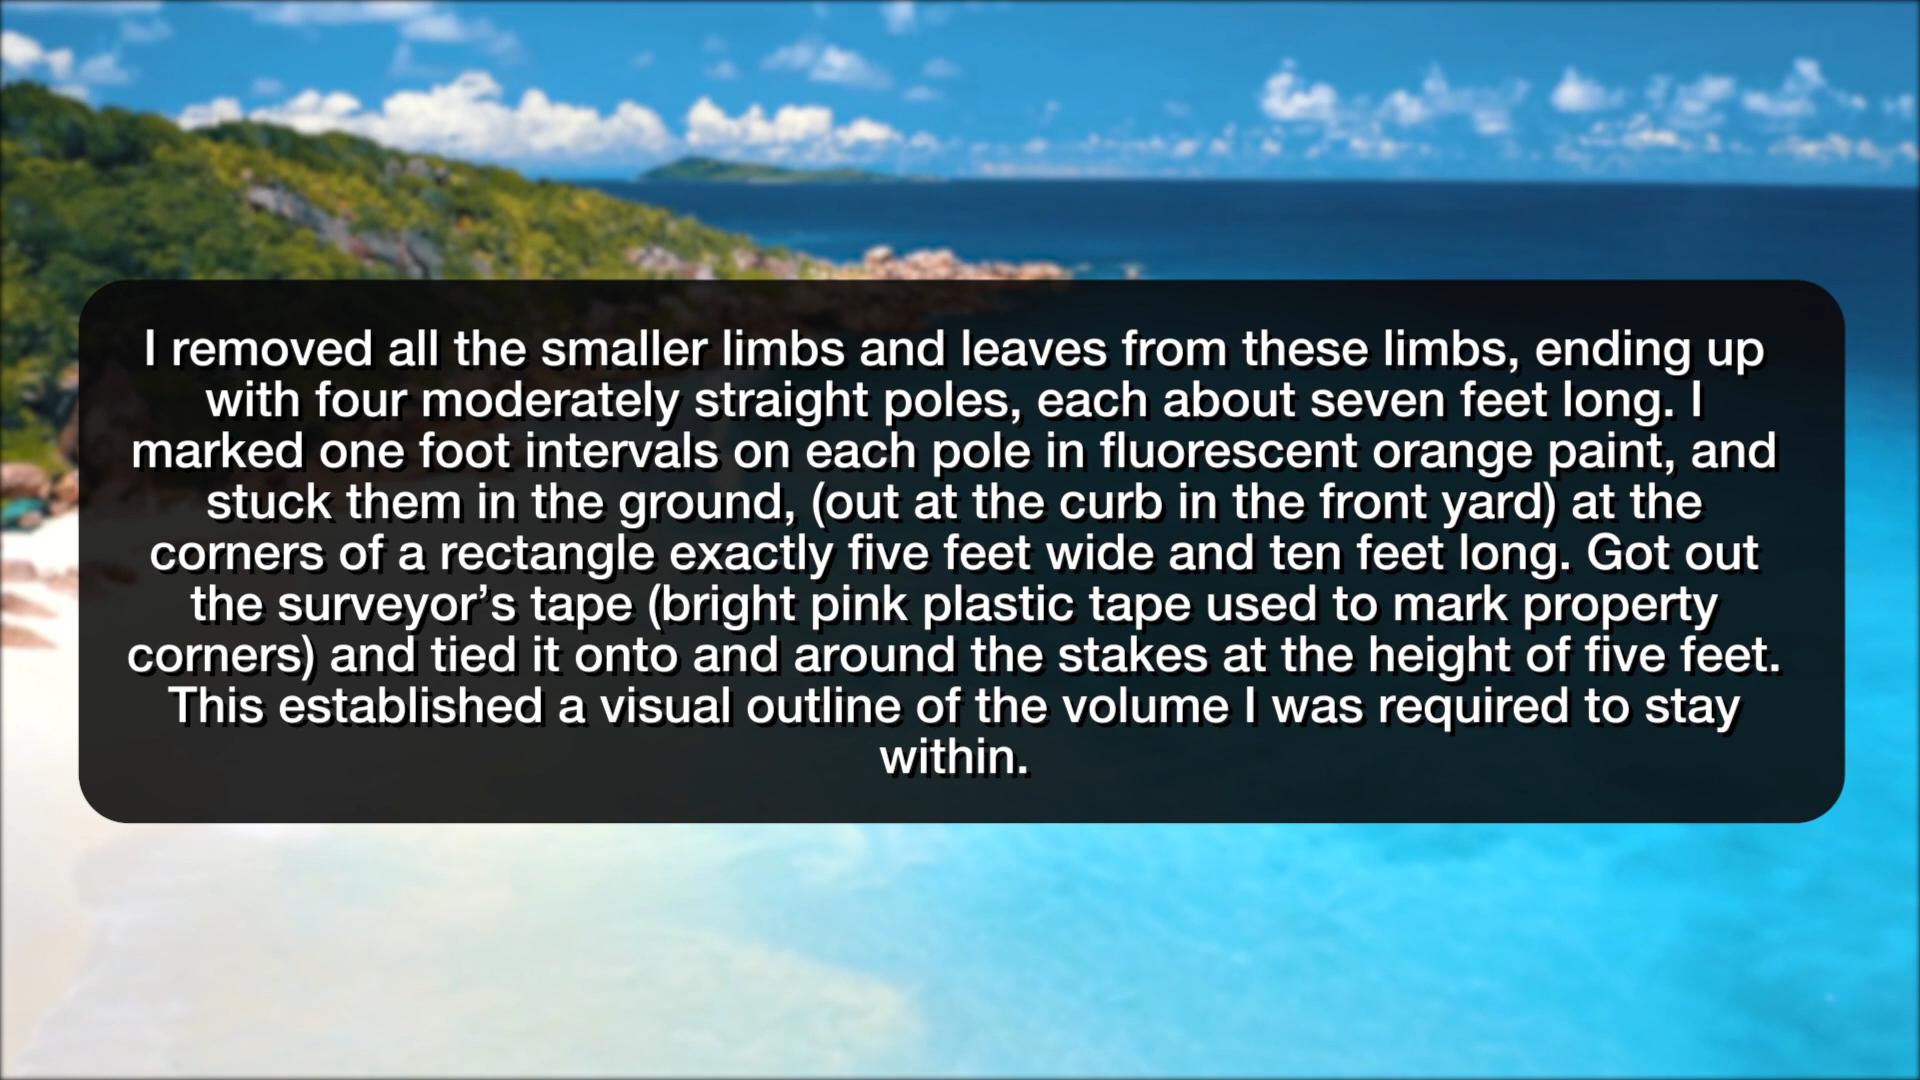 I removed all the smaller limbs and leaves from these limbs, ending up
with four moderately straight poles, each about seven feet long. I
marked one foot intervals on each pole in fluorescent orange paint, and
stuck them in the ground, (out at the curb in the front yard) at the
corners of a rectangle exactly five feet wide and ten feet long. Got out
the surveyor’s tape (bright pink plastic tape used to mark property
corners) and tied it onto and around the stakes at the height of five feet.
This established a visual outline of the volume I was required to stay
within.